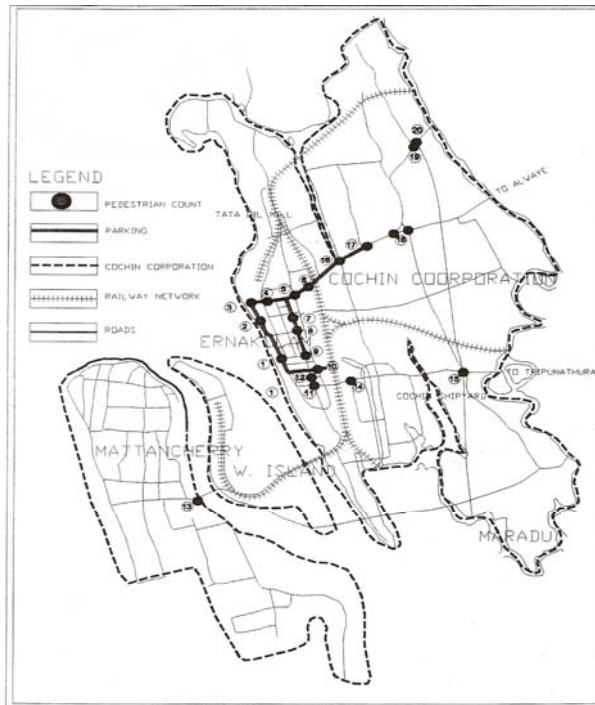 20
19
LEGEND
TO ALWAYE
PEDESTRIAN COUNT
TATA OIL MILL
PARKING
17
18
16
COCHIN CORPORATION
6
COCHIN COORPORATION
5
4
RAILWAY NETWORK
3
7
2
8
ROADS
ERNAKULAM
9
1
10
TO TRIPUNATHURA
12
14
15
11
1
COCHIN SHIPYARD
MATTANCHERRY
W. ISLAND
13
MARADU